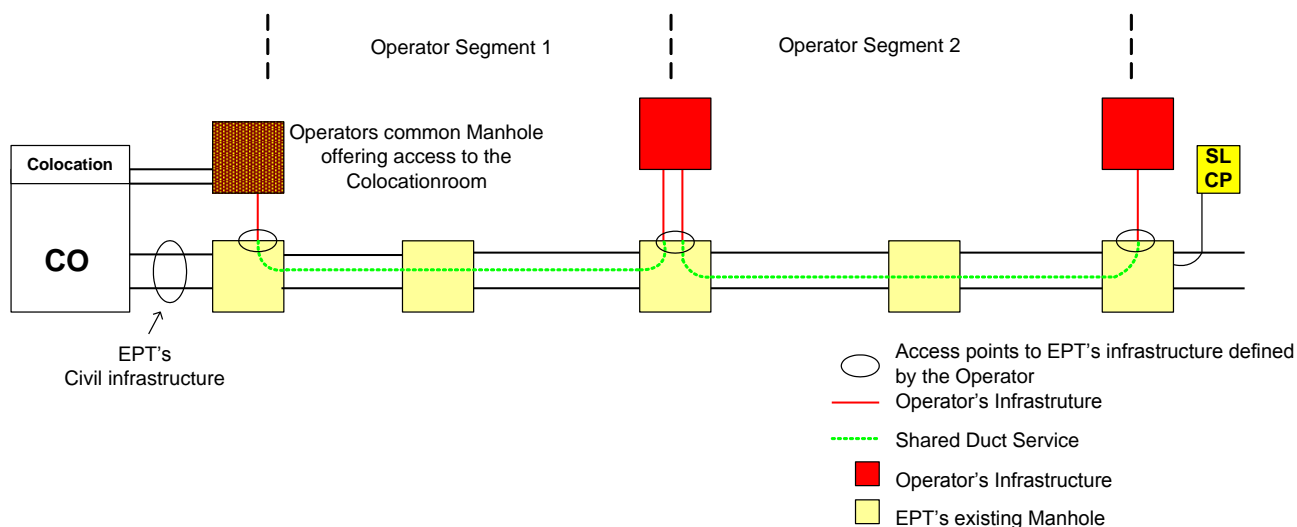 Operator Segment 1
Operator Segment 2
Operators common Manhole
offering access to the
Colocationroom
Colocation
SL
CP
CO
EPT's
Civil infrastructure
Access points to EPT's infrastructure defined
by the Operator
Operator's Infrastruture
Shared Duct Service
Operator's Infrastructure
EPT's existing Manhole